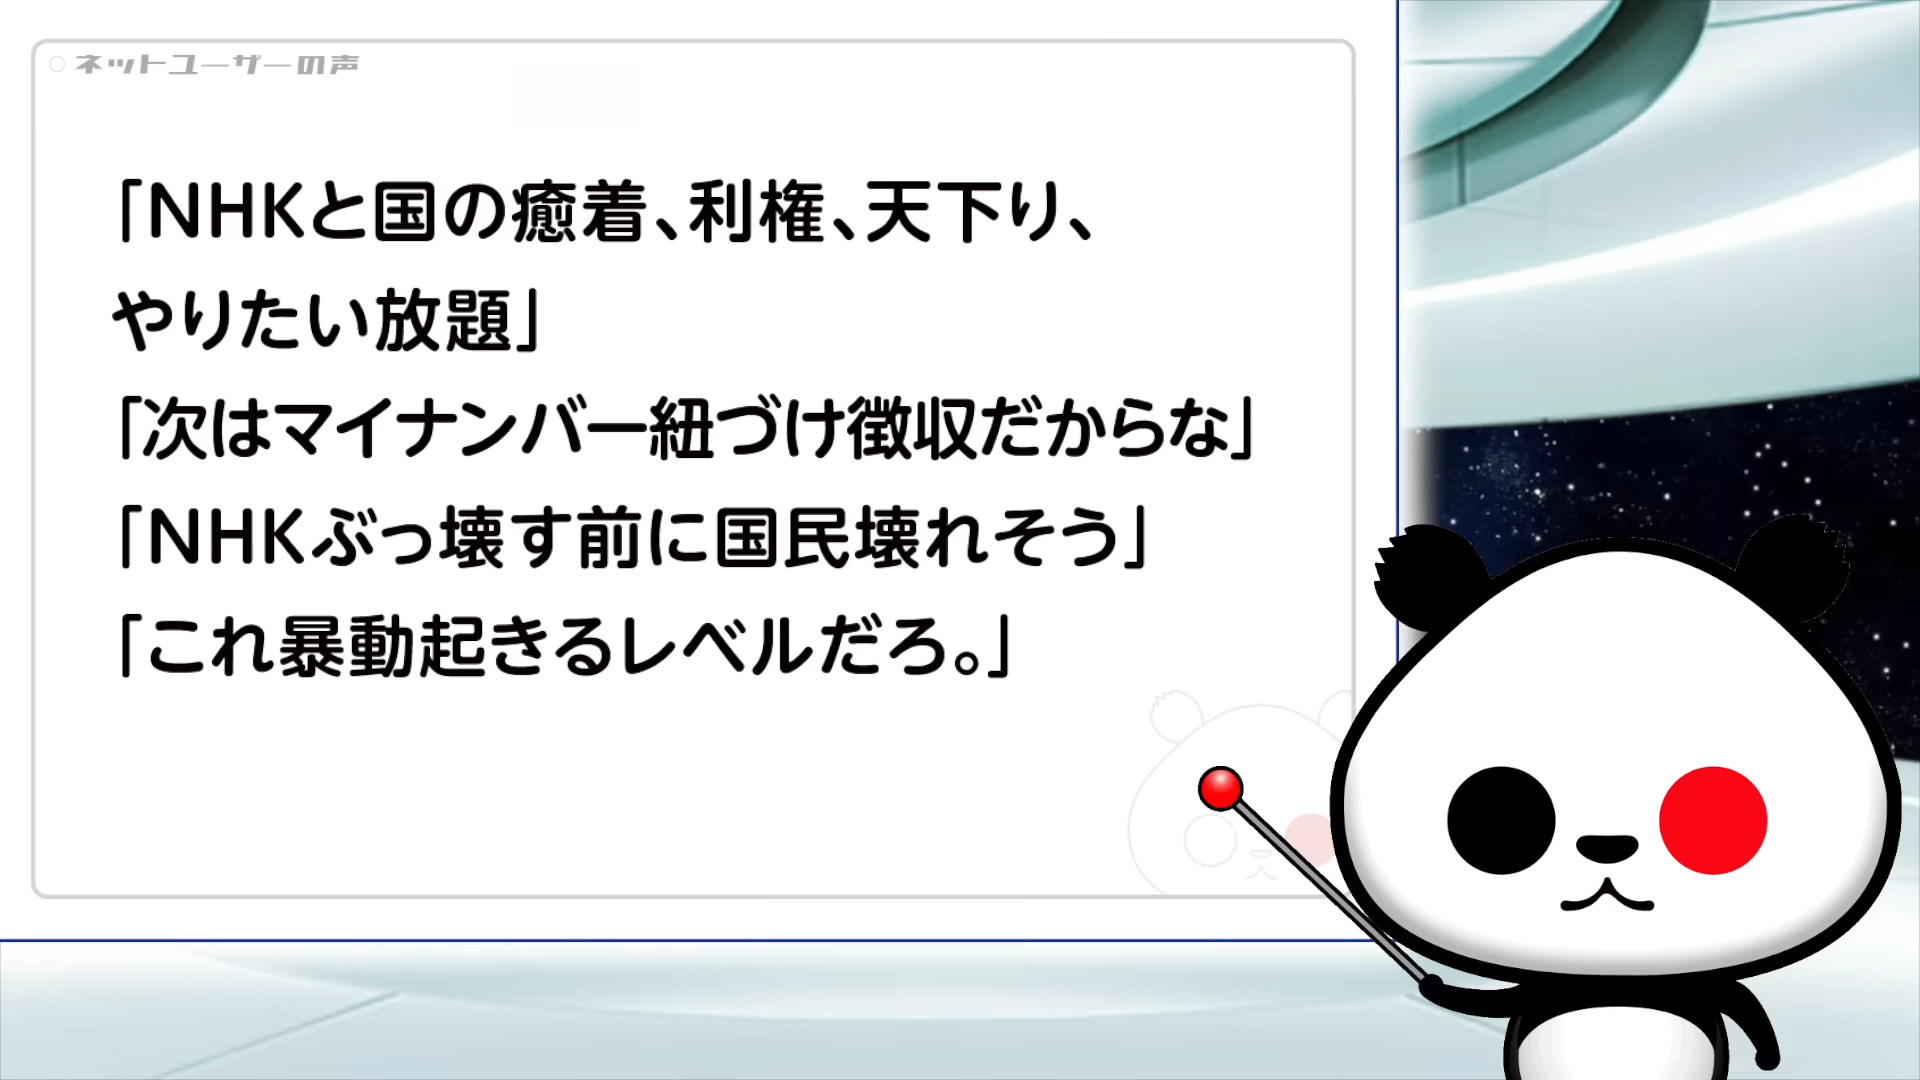 ネットユーザーの声
「NHKと国の癒着、利権、天下り、
やりたい放題」
「次はマイナンバー紐づけ徴収だからな」
「NHKぶっ壊す前に国民壊れそう」
「これ暴動起きるレベルだろ。」